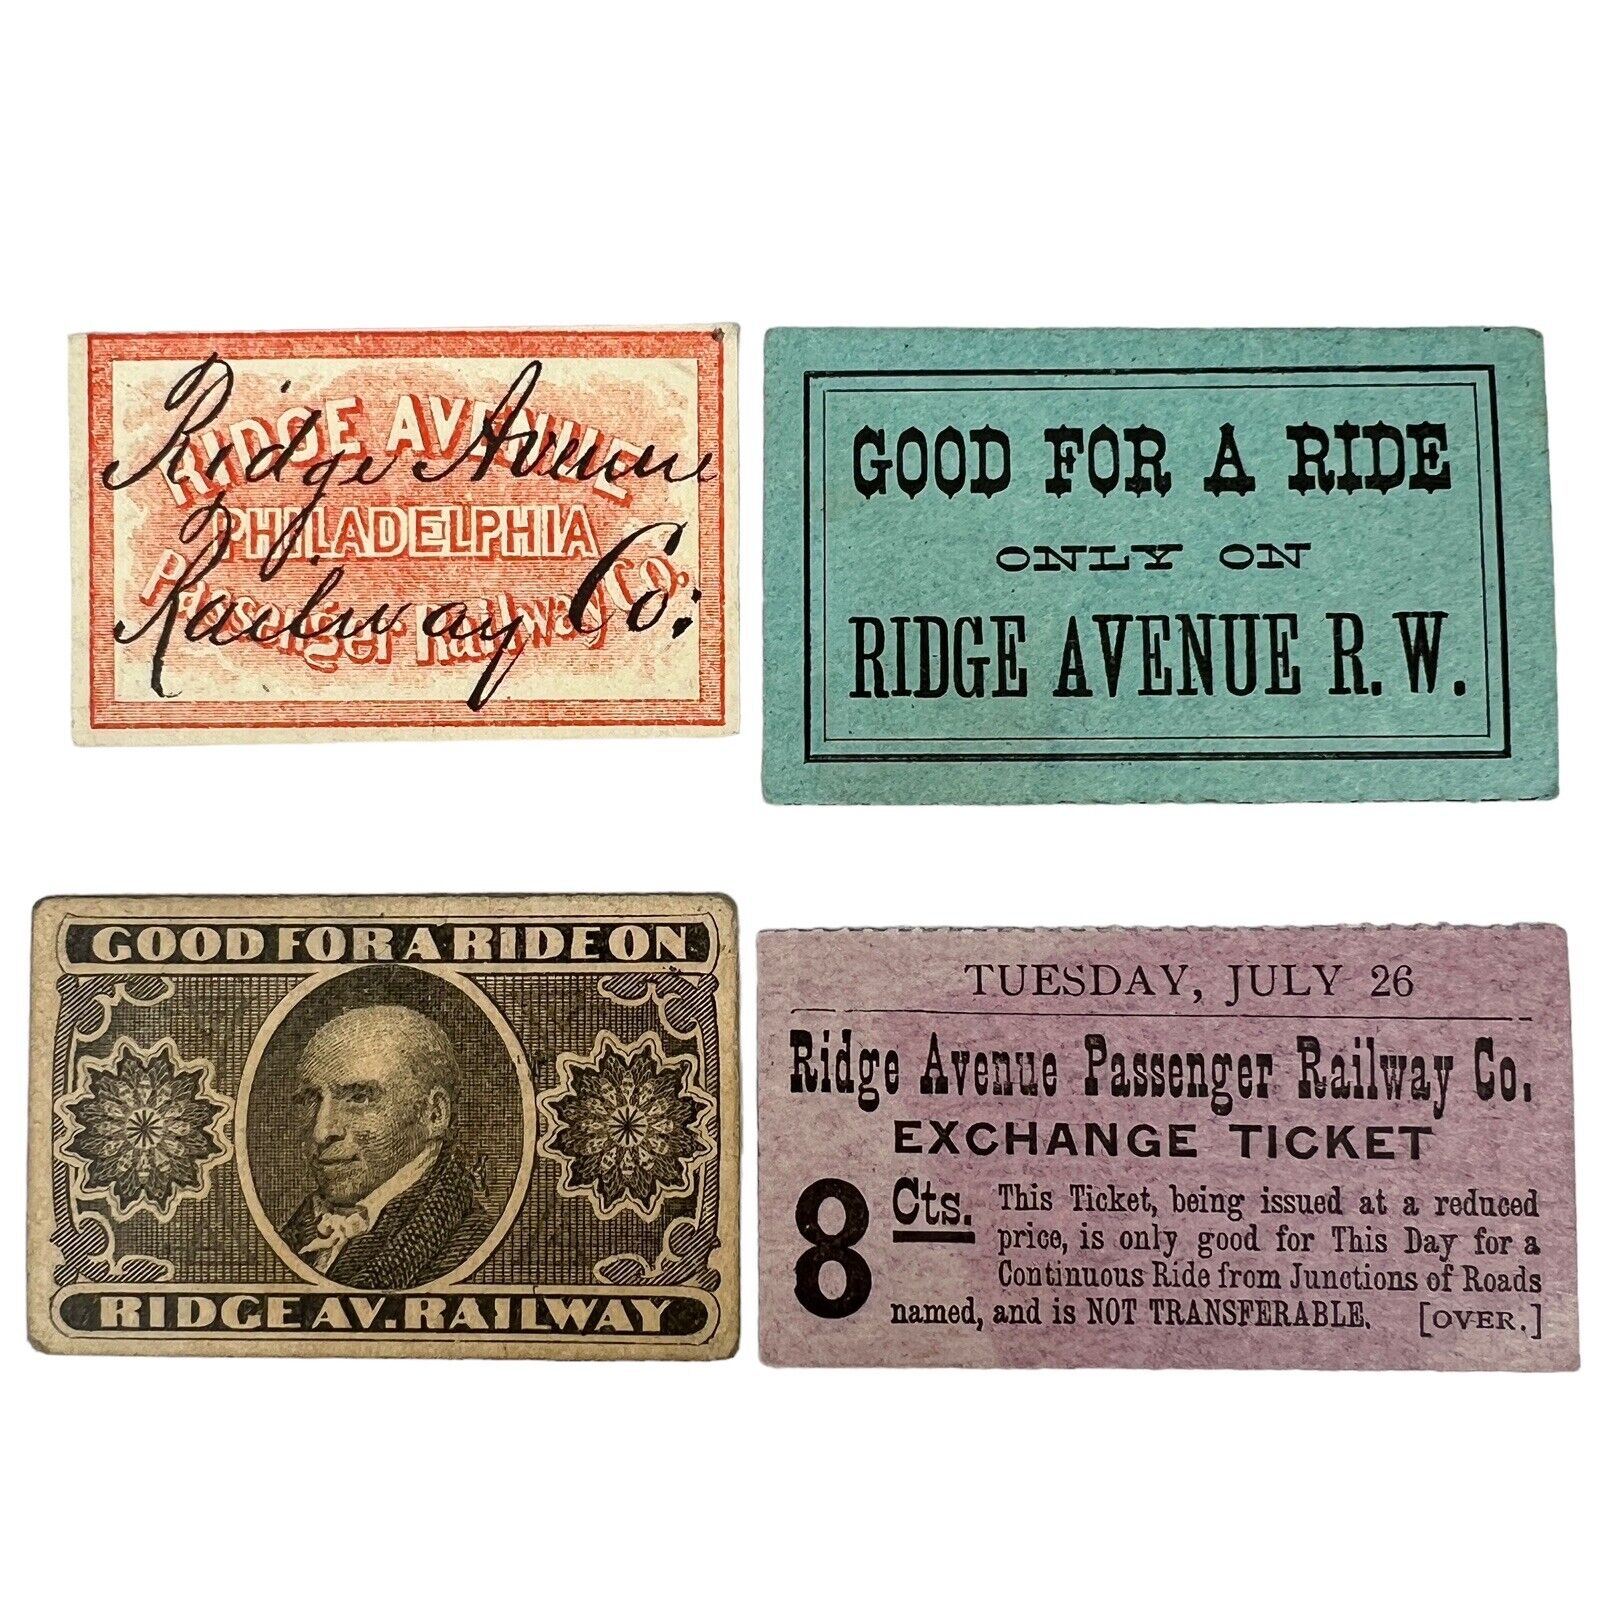 RIDGE AVENUE
PHILADELPHIA
Passenger Railway Co.
Ridge Avenue
Railway Co:
GOOD FOR A RIDE
ONLY ON
RIDGE AVENUE R. W.
GOOD FOR A RIDE ON
RIDGE AV. RAILWAY
TUESDAY, JULY 26
Ridge Avenue Passenger Railway Co.
EXCHANGE TICKET
8 Cts. This Ticket, being issued at a reduced
price, is only good for This Day for a
Continuous Ride from Junctions of Roads
named, and is NOT TRANSFERABLE. [OVER.]